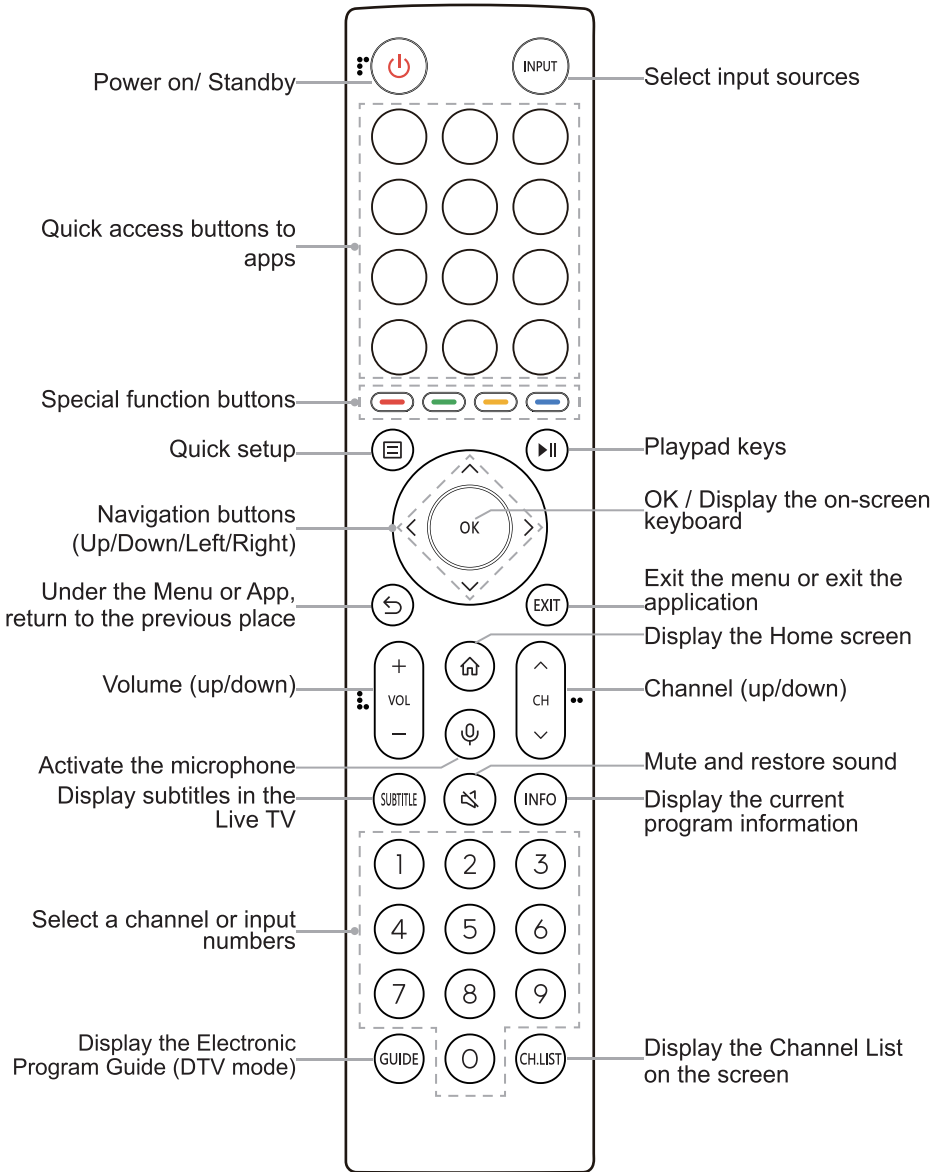 Power on/ Standby
INPUT
Select input sources
Quick access buttons to
apps
Special function buttons
Quick setup
Playpad keys
OK / Display the on-screen
keyboard
OK
Navigation buttons
(Up/Down/Left/Right)
Under the Menu or App,
return to the previous place
EXIT
Exit the menu or exit the
application
Display the Home screen
Volume (up/down)
VOL
CH
Channel (up/down)
Activate the microphone
Mute and restore sound
Display subtitles in the
Live TV
SUBTITLE
INFO
Display the current
program information
1 2 3
Select a channel or input
numbers
4 5 6
7 8 9
Display the Electronic
Program Guide (DTV mode)
GUIDE 0 CH.LIST
Display the Channel List
on the screen